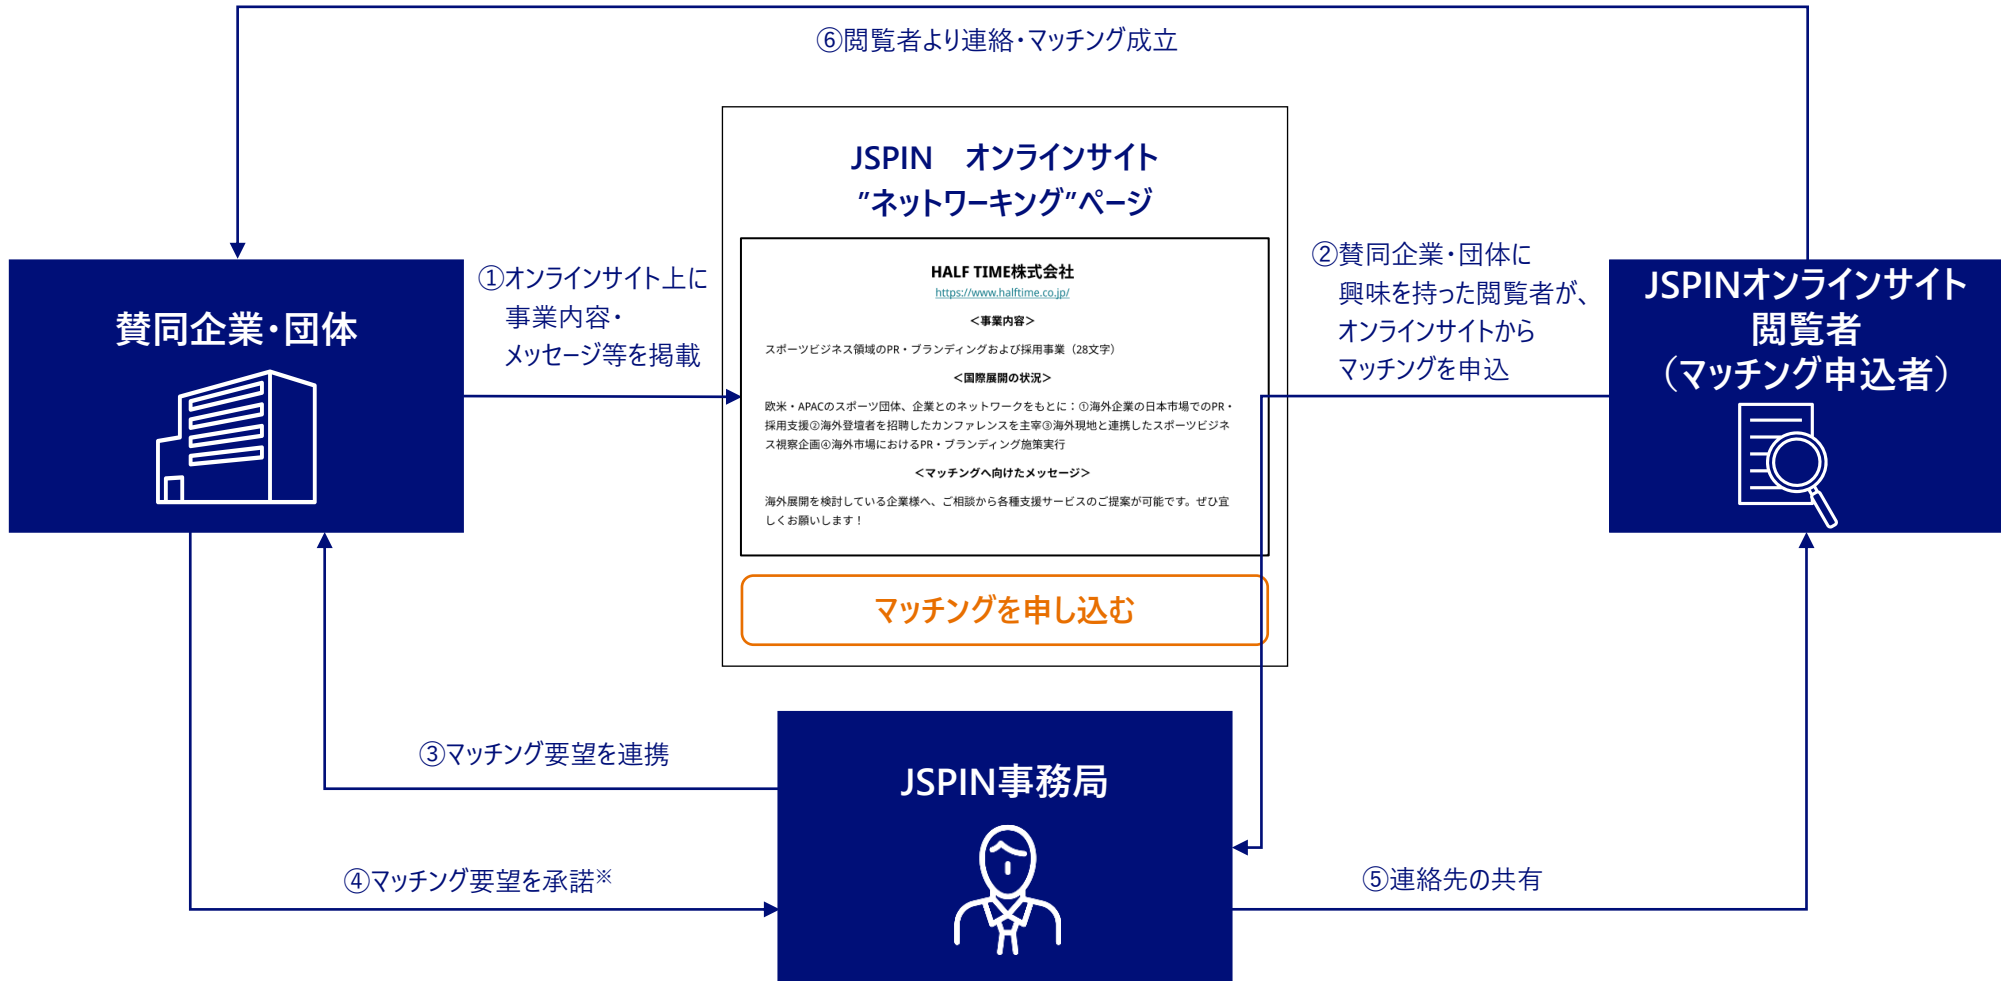 ⑥閲覧者より連絡・マッチング成立
JSPIN　オンラインサイト
”ネットワーキング”ページ
HALF TIME株式会社
https://www.halftime.co.jp/
＜事業内容＞
スポーツビジネス領域のPR・ブランディングおよび採用事業（28文字）
＜国際展開の状況＞
欧米・APACのスポーツ団体、企業とのネットワークをもとに：①海外企業の日本市場でのPR・
採用支援②海外登壇者を招聘したカンファレンスを主宰③海外現地と連携したスポーツビジネ
ス視察企画④海外市場におけるPR・ブランディング施策実行
＜マッチングへ向けたメッセージ＞
海外展開を検討している企業様へ、ご相談から各種支援サービスのご提案が可能です。ぜひ宜
しくお願いします！
マッチングを申し込む
賛同企業・団体
①オンラインサイト上に
事業内容・
メッセージ等を掲載
②賛同企業・団体に
興味を持った閲覧者が、
オンラインサイトから
マッチングを申込
JSPINオンラインサイト
閲覧者
（マッチング申込者）
③マッチング要望を連携
JSPIN事務局
④マッチング要望を承諾※
⑤連絡先の共有